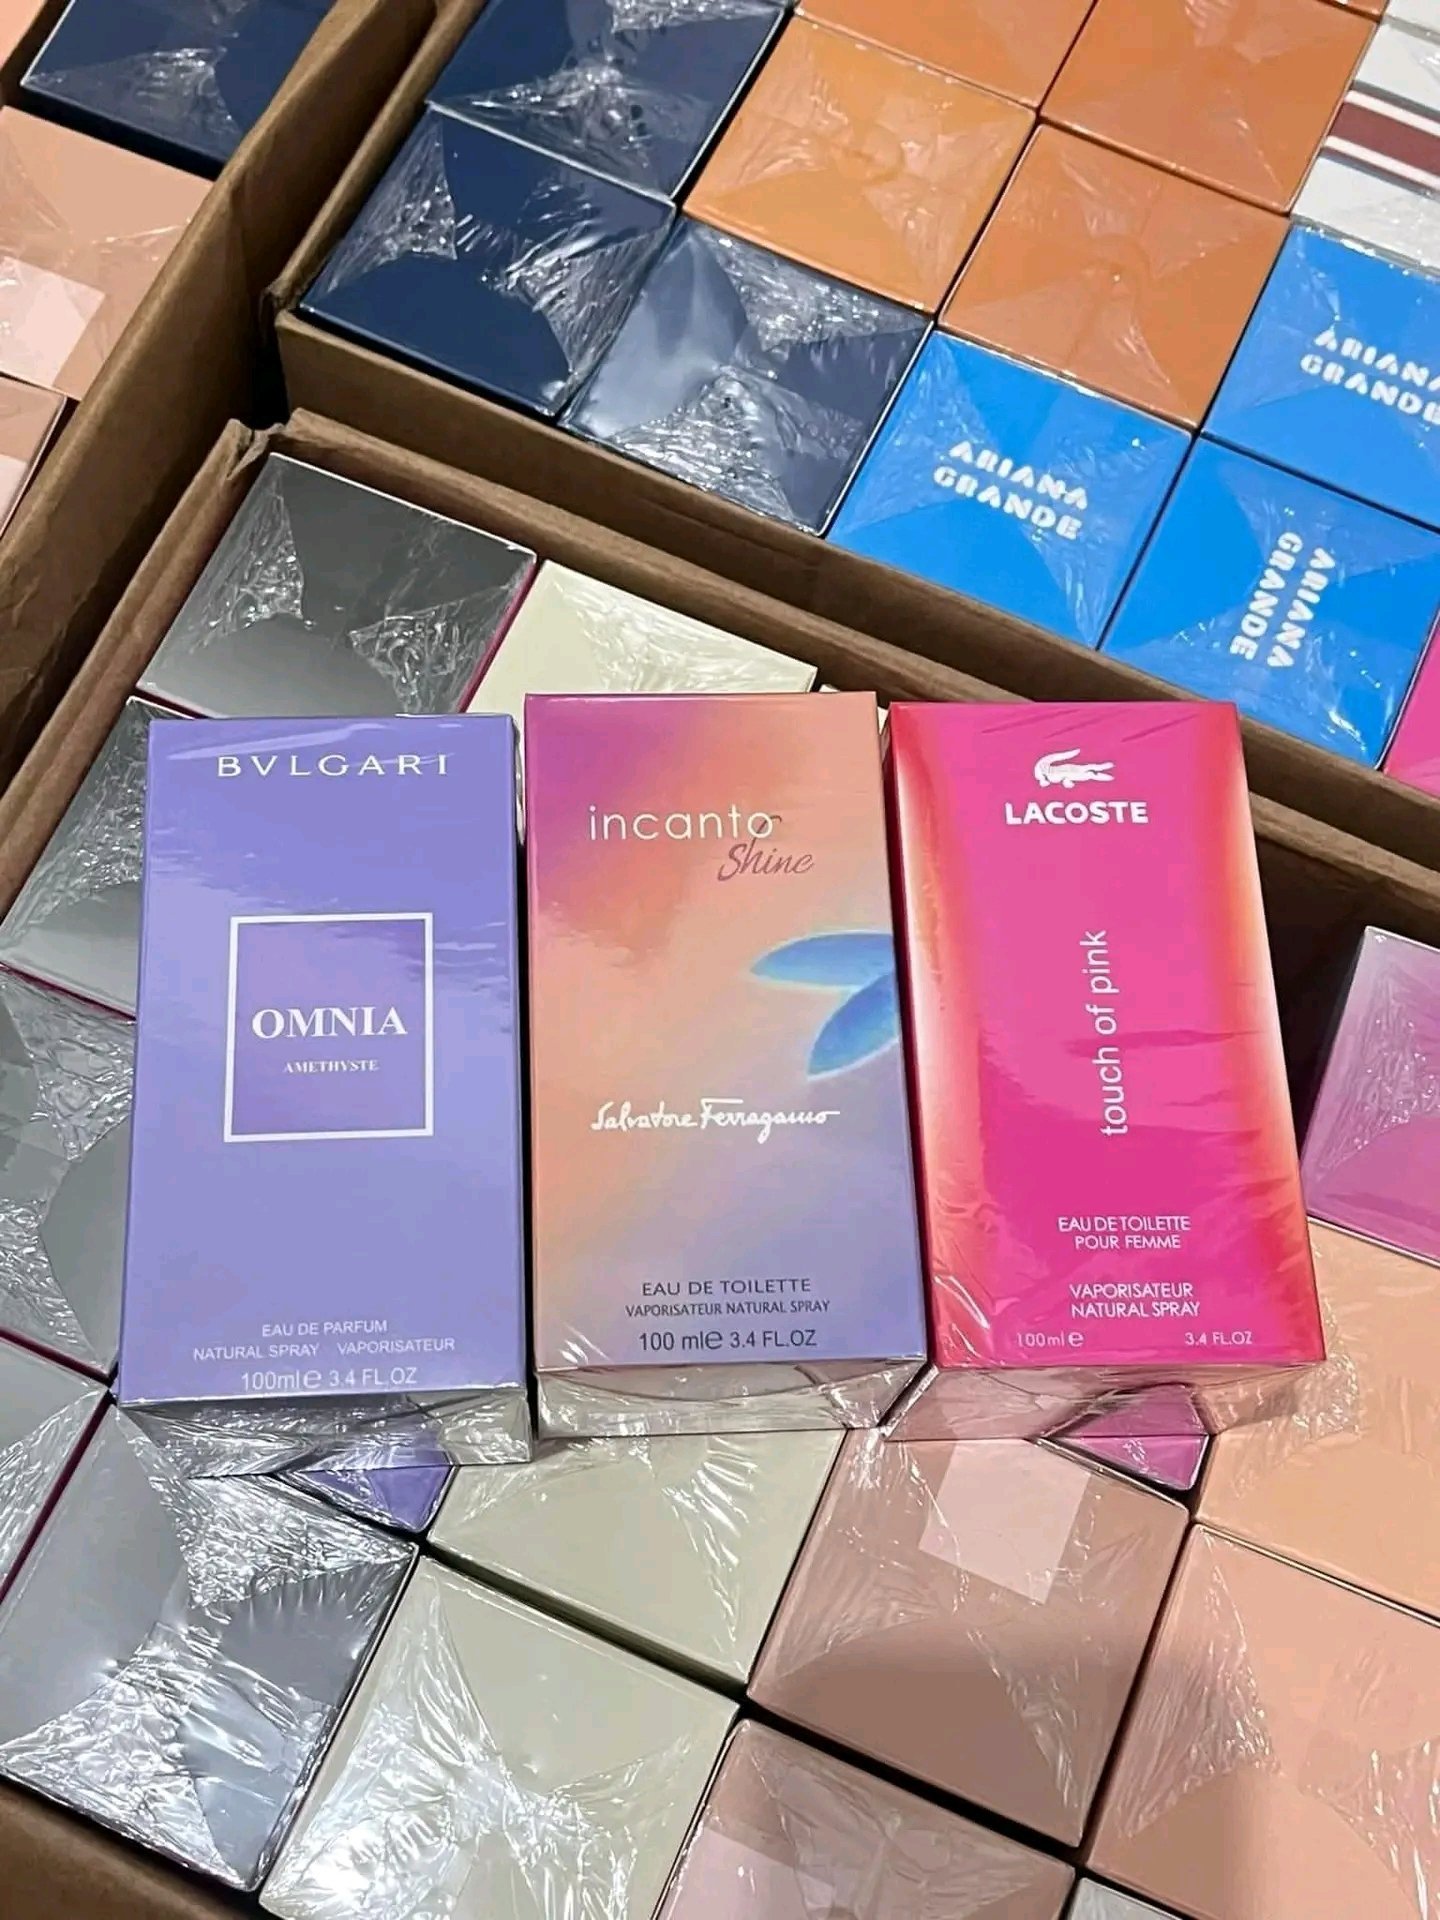 ARIANA
GRANDE
ARIANA
GRANDE
ARIANA
GRANDE
BVLGARI
OMNIA
AMETHYSTE
EAU DE PARFUM
NATURAL SPRAY VAPORISATEUR
100ml e 3.4 FL.OZ
incanto
Shine
Salvatore Ferragamo
EAU DE TOILETTE
VAPORISATEUR NATURAL SPRAY
100 ml e 3.4 FL.OZ
LACOSTE
touch of pink
EAU DE TOILETTE
POUR FEMME
VAPORISATEUR
NATURAL SPRAY
100ml e 3.4 FL.OZ